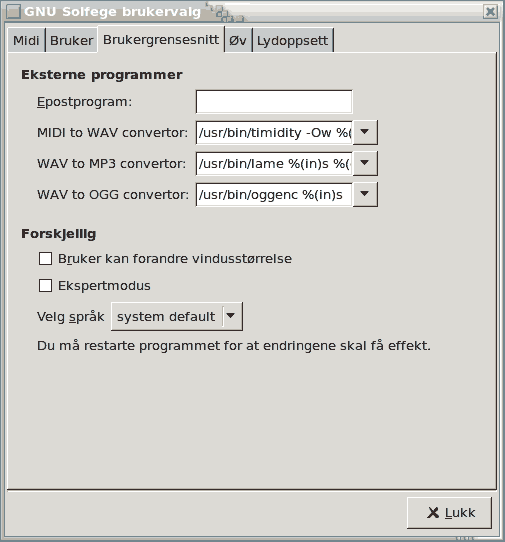 GNU Solfege brukervalg
Midi Bruker Brukergrensesnitt Øv Lydoppsett
Eksterne programmer
Epostprogram:
MIDI to WAV convertor: /usr/bin/timidity -Ow %(
WAV to MP3 convertor: /usr/bin/lame %(in)s %(
WAV to OGG convertor: /usr/bin/oggenc %(in)s
Forskjellig
Bruker kan forandre vindusstørrelse
Ekspertmodus
Velg språk system default
Du må restarte programmet for at endringene skal få effekt.
Lukk